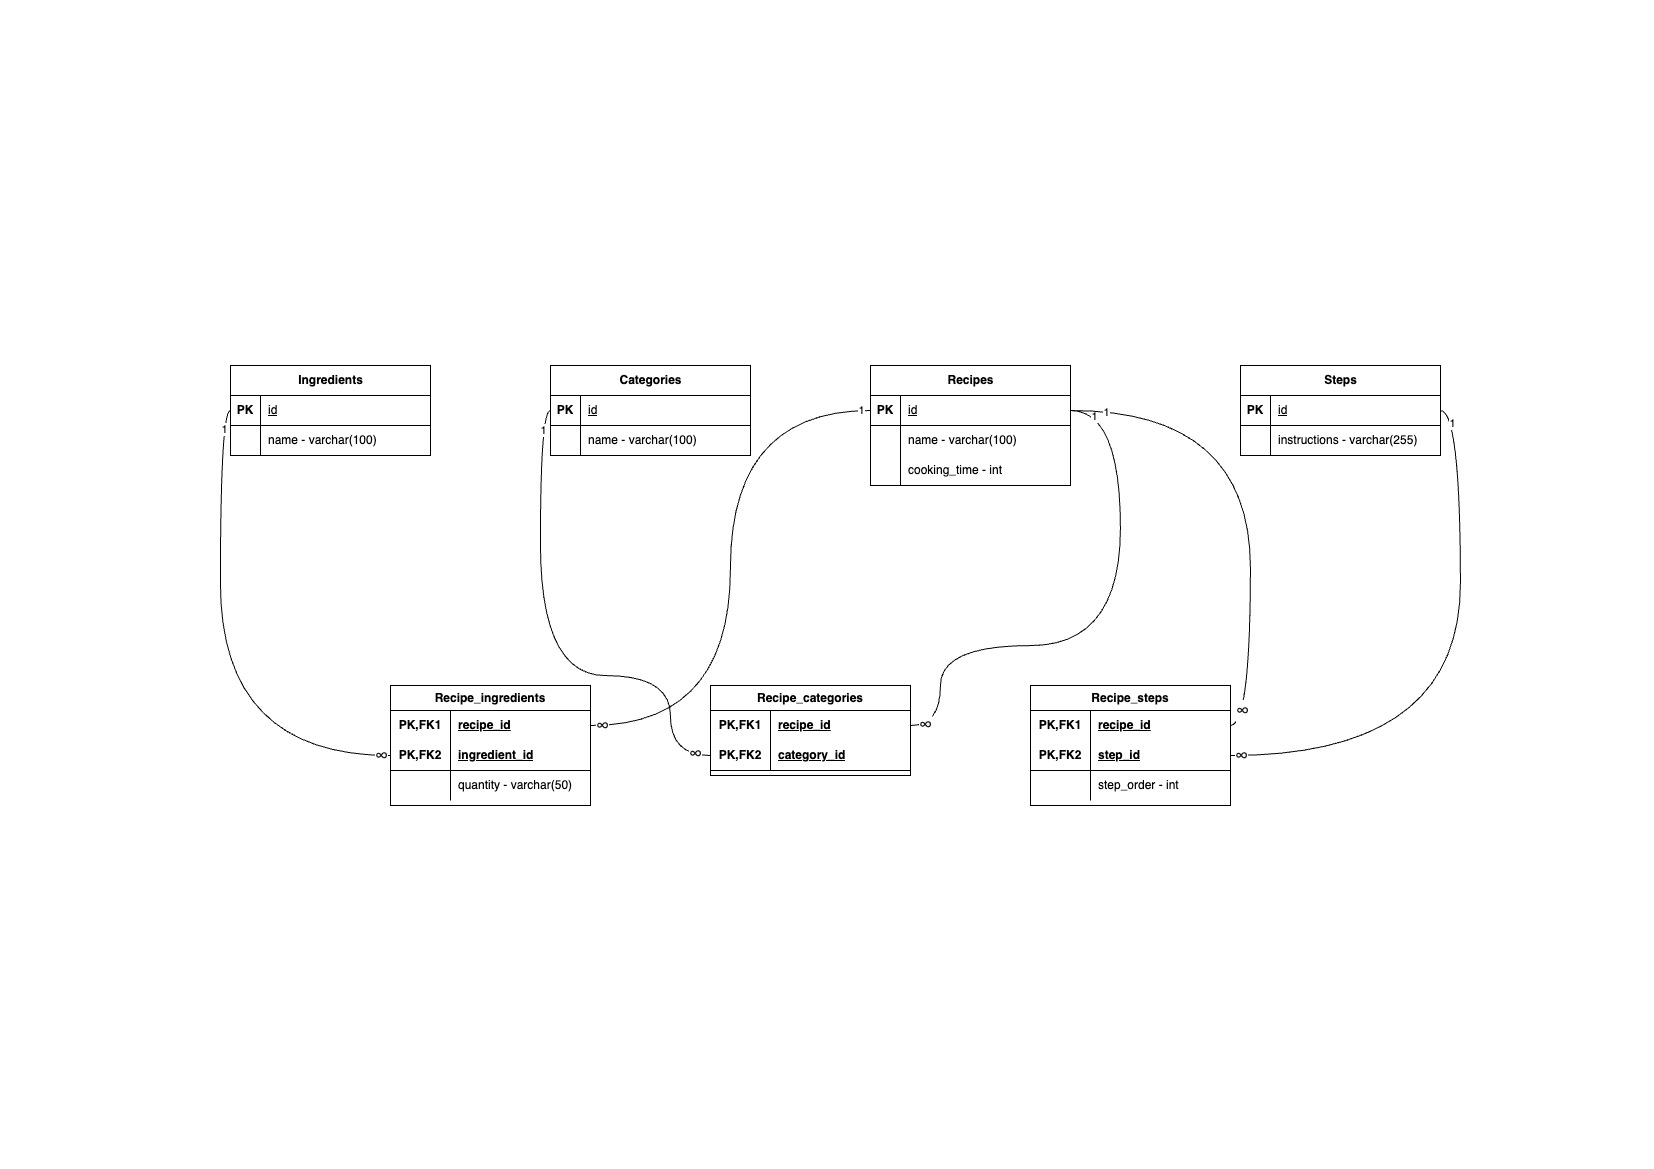 Ingredients
PK id
name - varchar(100)
Categories
PK id
name - varchar(100)
Recipes
PK id
name - varchar(100)
cooking_time - int
Steps
PK id
instructions - varchar(255)
1
1
1
1
1
1
Recipe_ingredients
PK,FK1 recipe_id
PK,FK2 ingredient_id
quantity - varchar(50)
Recipe_categories
PK,FK1 recipe_id
PK,FK2 category_id
Recipe_steps
PK,FK1 recipe_id
PK,FK2 step_id
step_order - int
∞
∞
∞
∞
∞
∞